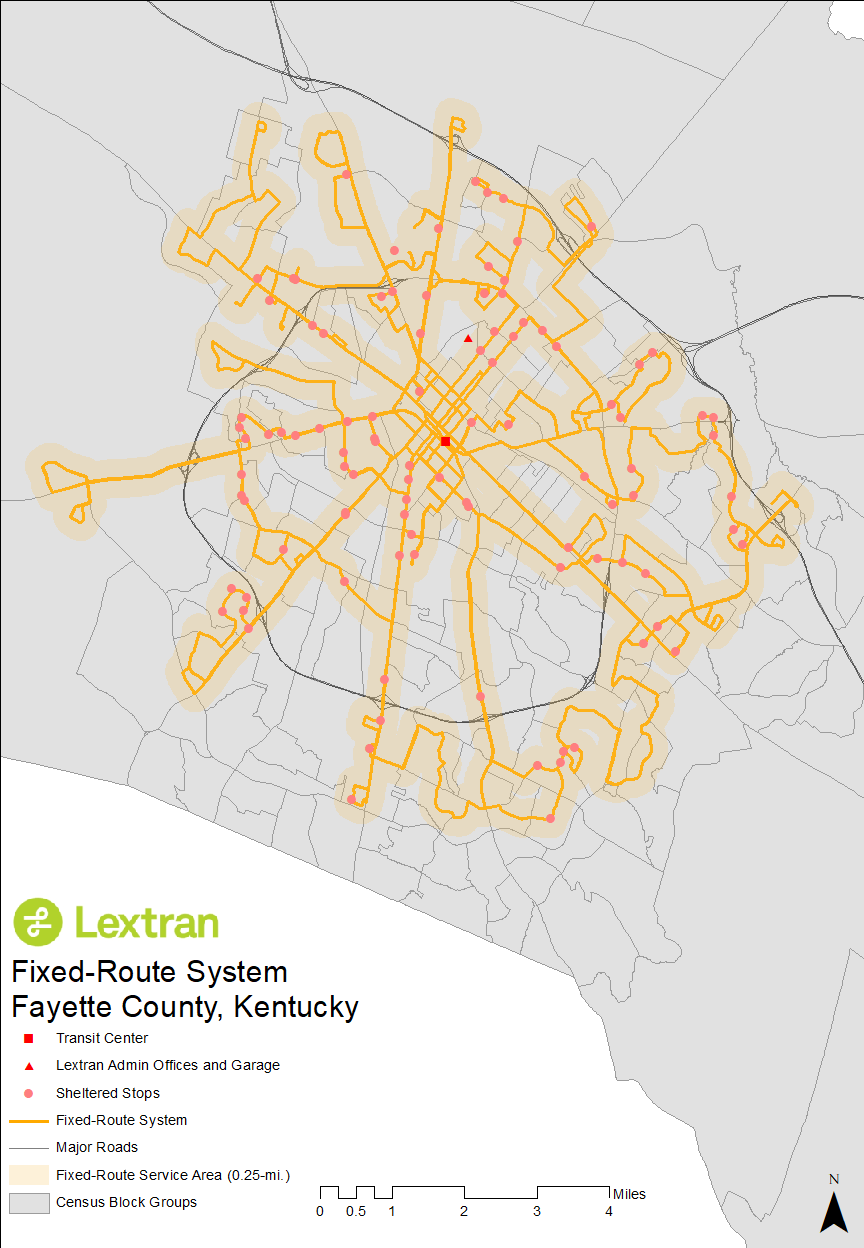 Lextran
Fixed-Route System
Fayette County, Kentucky
Transit Center
Lextran Admin Offices and Garage
Sheltered Stops
Fixed-Route System
Major Roads
Fixed-Route Service Area (0.25-mi.)
Census Block Groups
Miles
0 0.5 1 2 3 4
N